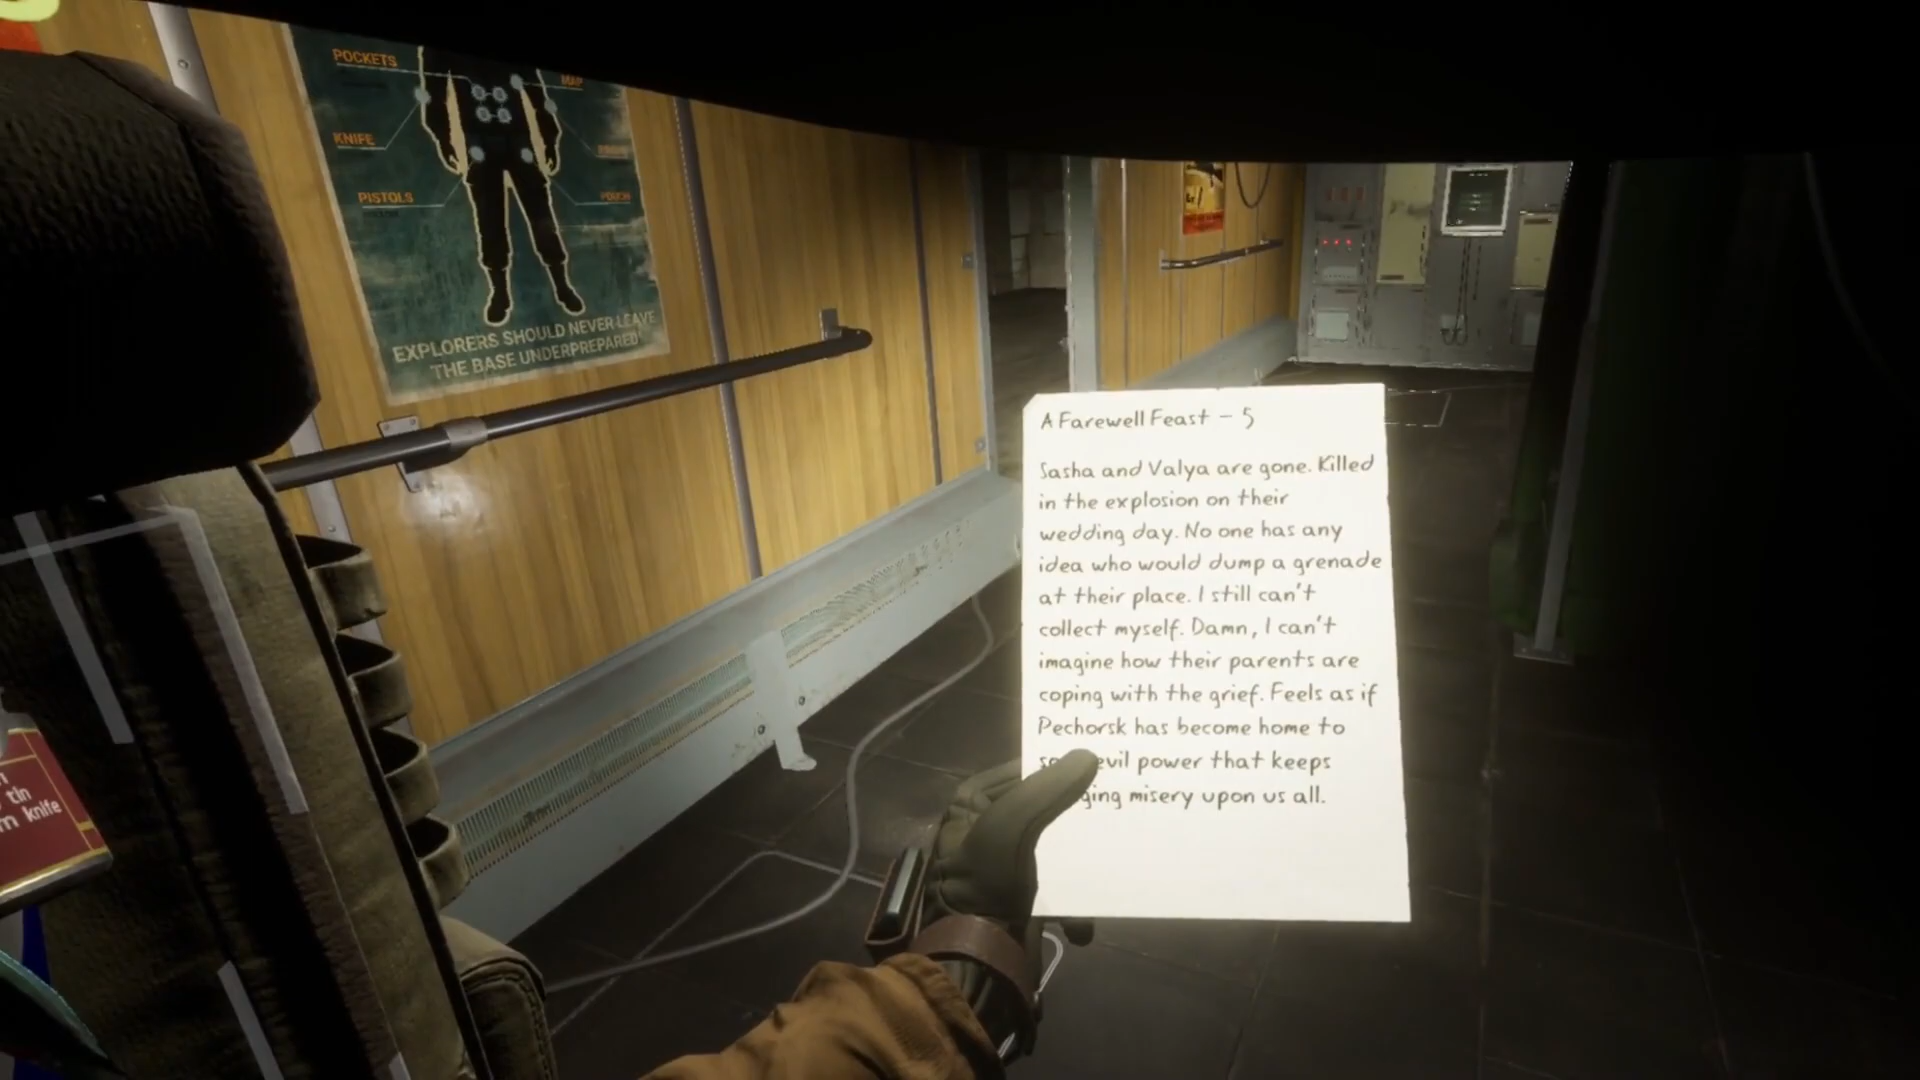 POCKETS
MAP
KNIFE
PISTOLS
POUCH
EXPLORERS SHOULD NEVER LEAVE
THE BASE UNDERPREPARED
A Farewell Feast – 5
Sasha and Valya are gone. Killed
in the explosion on their
wedding day. No one has any
idea who would dump a grenade
at their place. I still can't
collect myself. Damn, I can't
imagine how their parents are
coping with the grief. Feels as if
Pechorsk has become home to
evil power that keeps
misery upon us all.
tin
knife